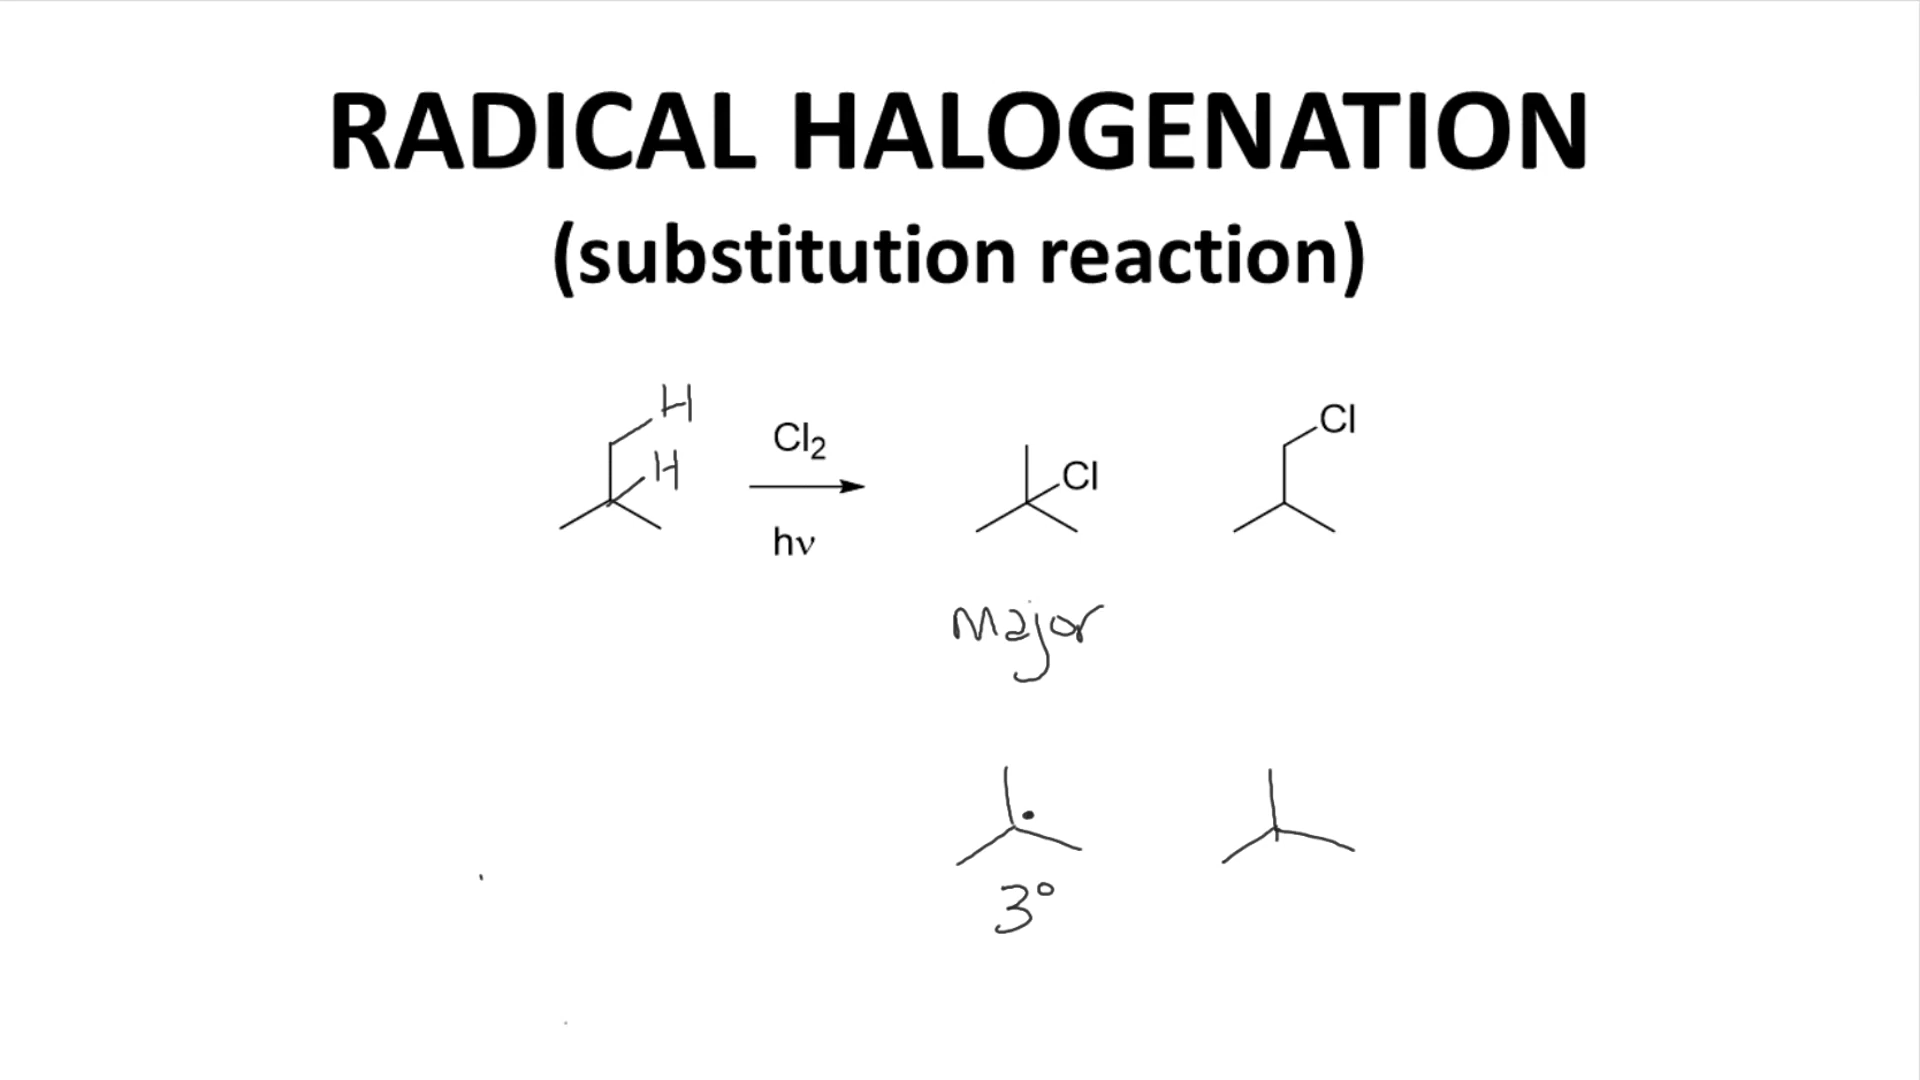 RADICAL HALOGENATION
(substitution reaction)
H
H
Cl₂
hν
Cl
Cl
Major
3°